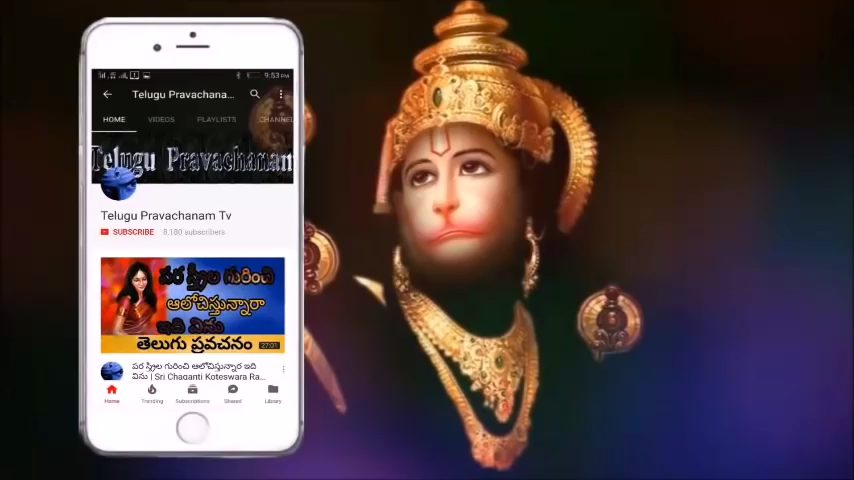 9:53 PM
Telugu Pravachana...
HOME VIDEOS PLAYLISTS CHANNEL
Telugu Pravachanam
Telugu Pravachanam Tv
SUBSCRIBE 8,180 subscribers
పర స్త్రీల గురించి
ఆలోచిస్తున్నారా
ఇది విను
తెలుగు ప్రవచనం 27:01
పర స్త్రీల గురించి ఆలోచిస్తున్నార ఇది
విను | Sri Chaganti Koteswara Ra...
Home Trending Subscriptions Shared Library